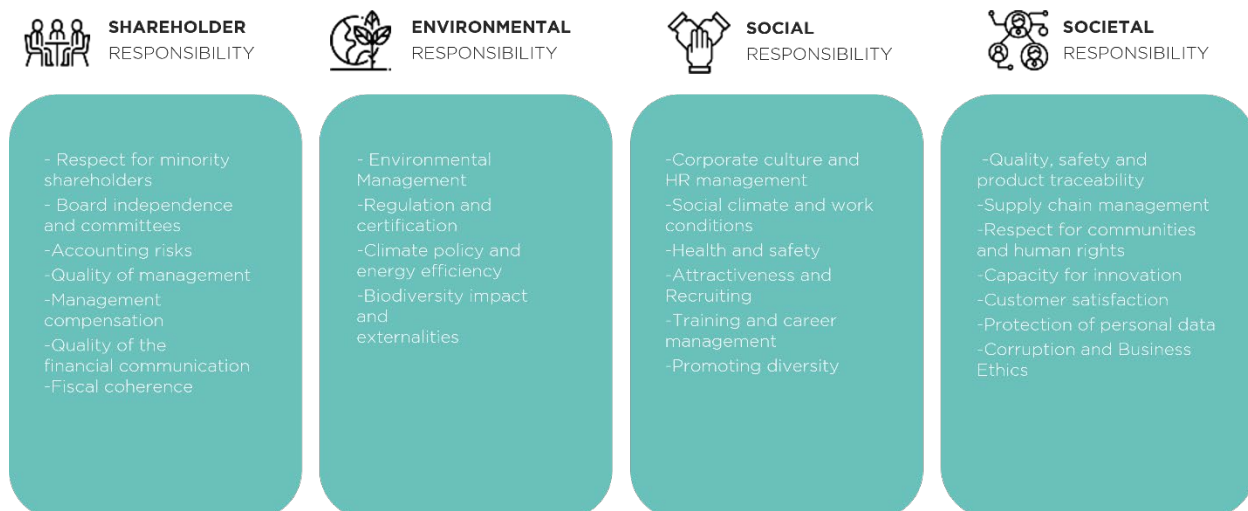 SHAREHOLDER
RESPONSIBILITY
- Respect for minority
shareholders
- Board independence
and committees
-Accounting risks
-Quality of management
-Management
compensation
-Quality of the
financial communication
-Fiscal coherence
ENVIRONMENTAL
RESPONSIBILITY
- Environmental
Management
-Regulation and
certification
-Climate policy and
energy efficiency
-Biodiversity impact
and
externalities
SOCIAL
RESPONSIBILITY
-Corporate culture and
HR management
-Social climate and work
conditions
-Health and safety
-Attractiveness and
Recruiting
-Training and career
management
-Promoting diversity
SOCIETAL
RESPONSIBILITY
-Quality, safety and
product traceability
-Supply chain management
-Respect for communities
and human rights
-Capacity for innovation
-Customer satisfaction
-Protection of personal data
-Corruption and Business
Ethics